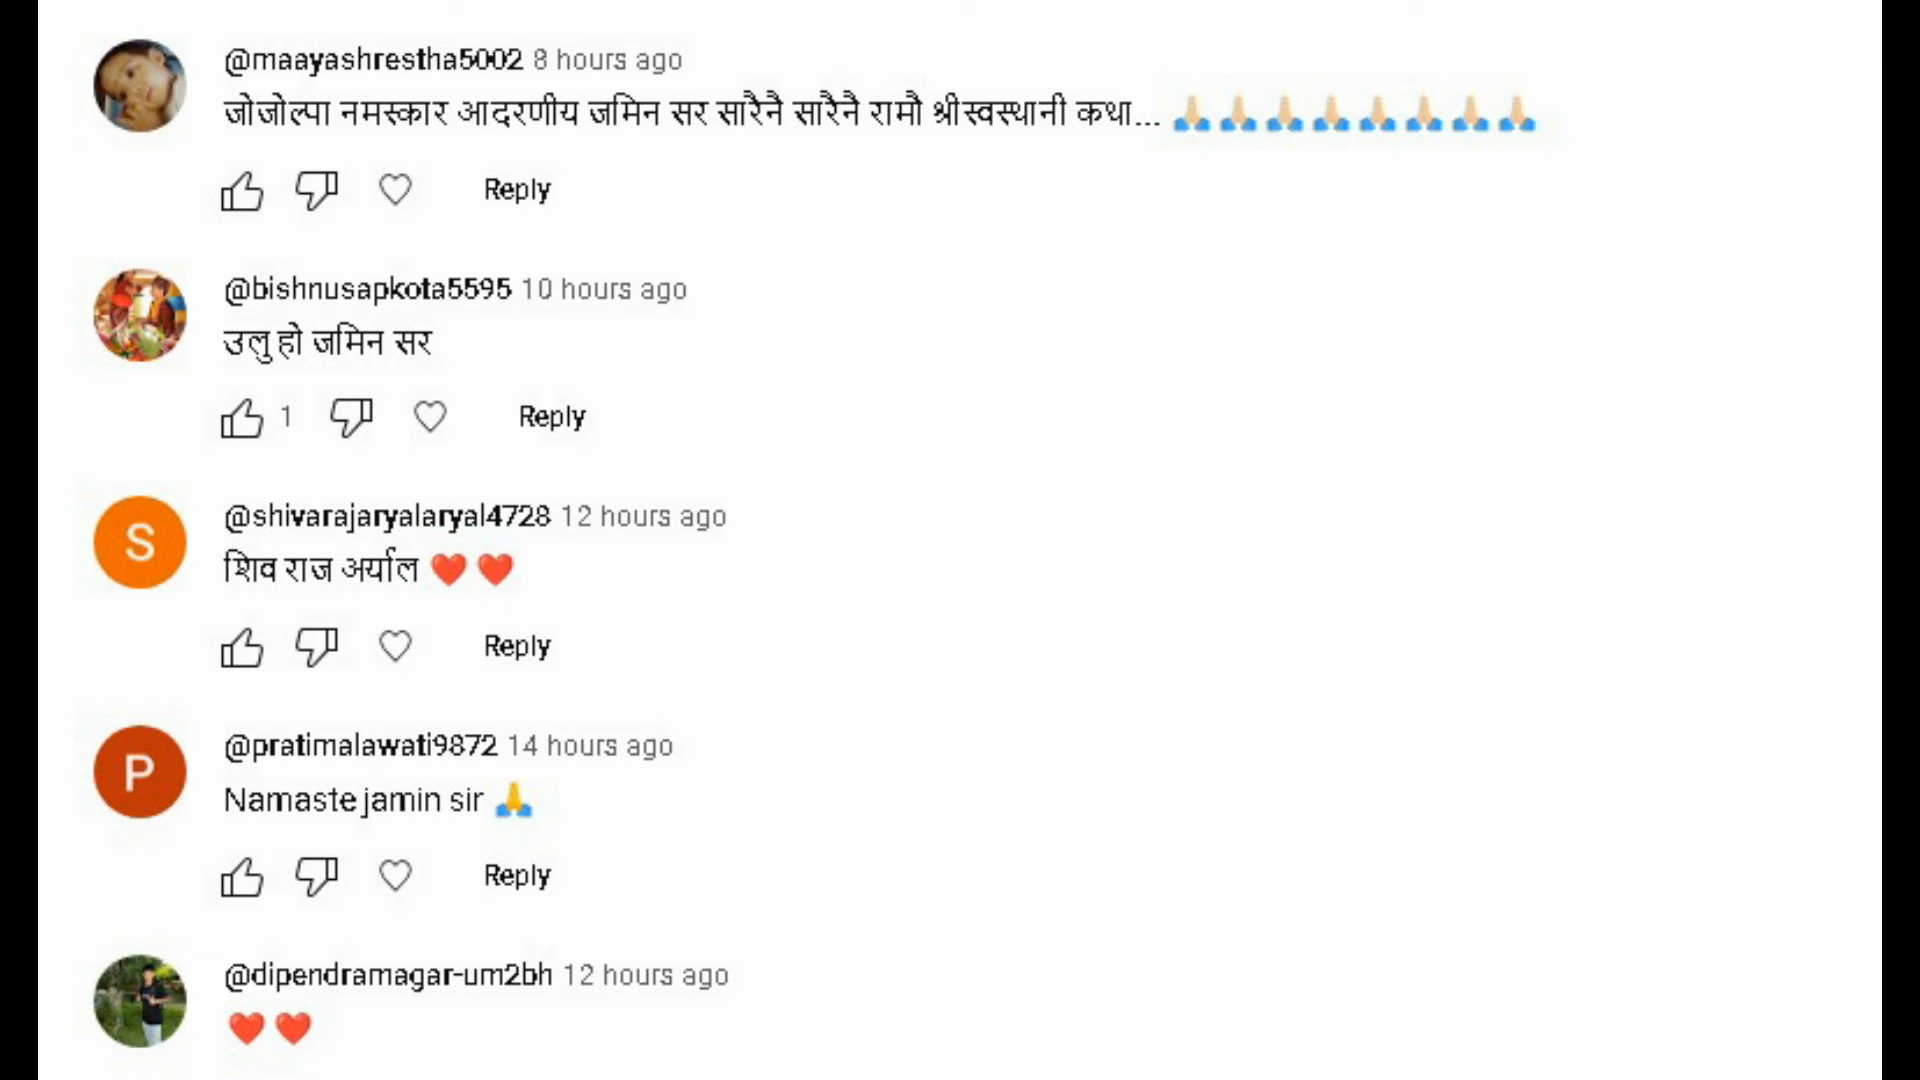 @maayashrestha5002 8 hours ago
जोजोल्पा नमस्कार आदरणीय जमिन सर सारैनै सारैनै रामौ श्रीस्वस्थानी कथा... 🙏🏻🙏🏻🙏🏻🙏🏻🙏🏻🙏🏻🙏🏻🙏🏻
Reply
@bishnusapkota5595 10 hours ago
उलु हो जमिन सर
1 Reply
@shivarajaryalaryal4728 12 hours ago
शिव राज अर्याल ❤️❤️
Reply
@pratimalawati9872 14 hours ago
Namaste jamin sir 🙏
Reply
@dipendramagar-um2bh 12 hours ago
❤️❤️
S
P